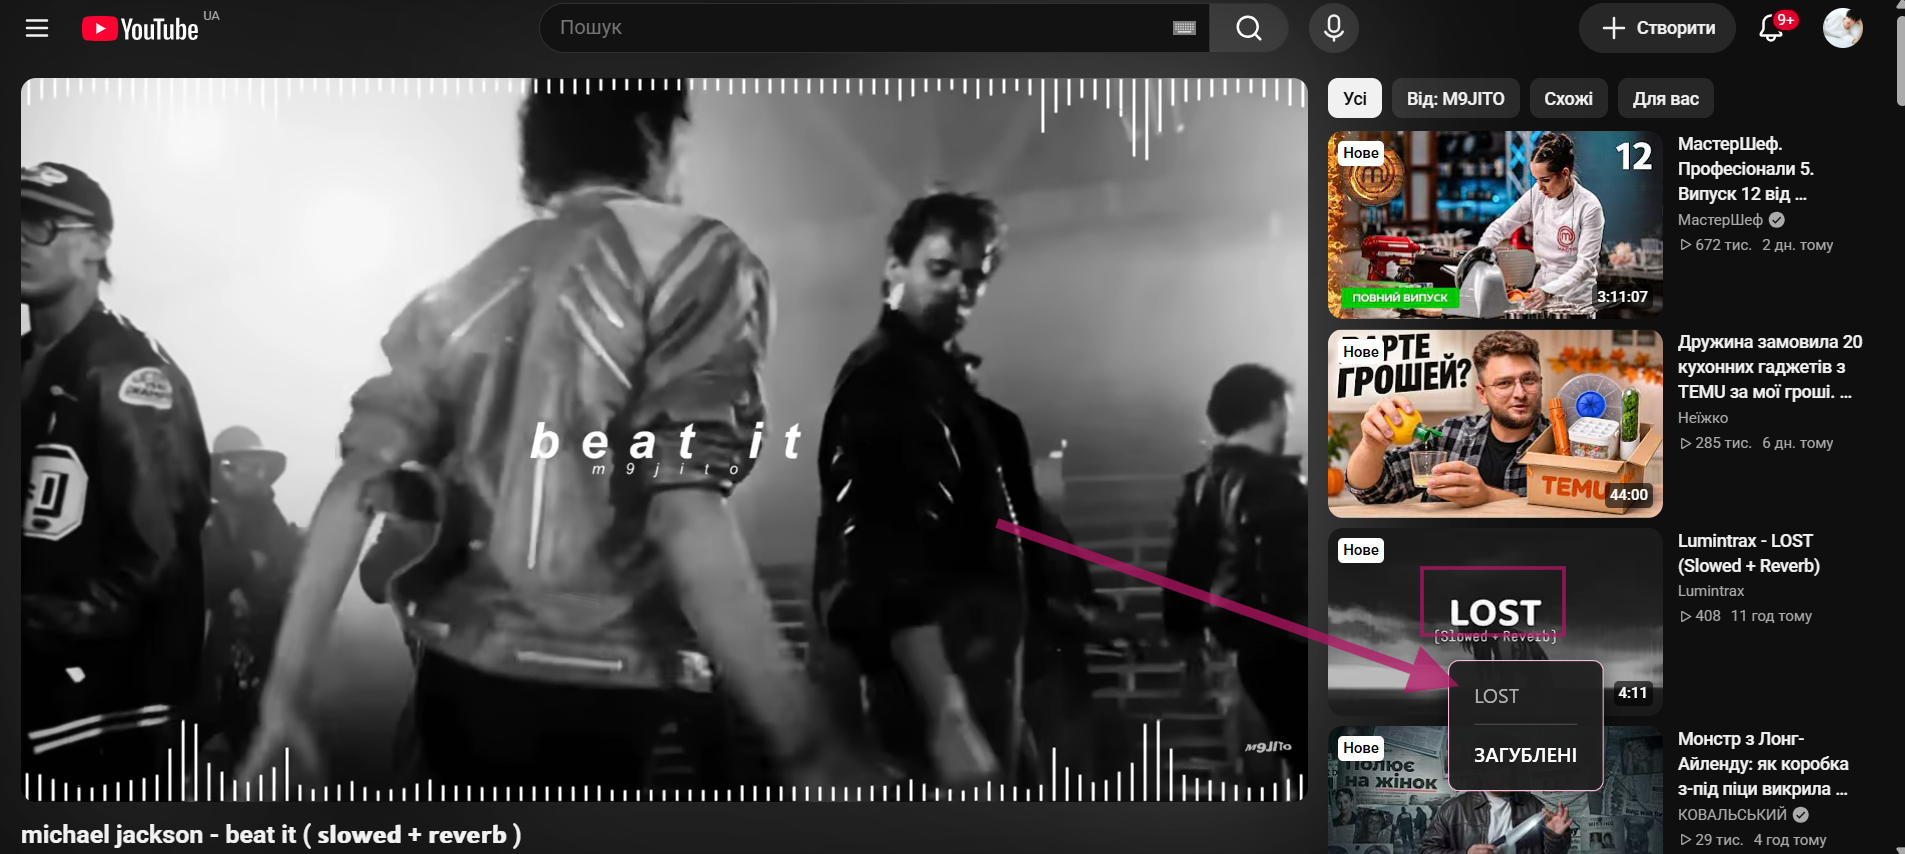 YouTube UA
Пошук
Створити
9+
beat it
m9jito
M9JITO
michael jackson - beat it ( slowed + reverb )
Усі
Від: M9JITO
Схожі
Для вас
Нове
12
ПОВНИЙ ВИПУСК
3:11:07
МастерШеф.
Професіонали 5.
Випуск 12 від ...
МастерШеф
672 тис. 2 дн. тому
Нове
ВАРТЕ
ГРОШЕЙ?
TEMU
44:00
Дружина замовила 20
кухонних гаджетів з
TEMU за мої гроші. ...
Неїжко
285 тис. 6 дн. тому
Нове
LOST
(Slowed + Reverb)
4:11
Lumintrax - LOST
(Slowed + Reverb)
Lumintrax
408 11 год тому
LOST
ЗАГУБЛЕНІ
Нове
на жінок
Монстр з Лонг-
Айленду: як коробка
з-під піци викрила ...
КОВАЛЬСЬКИЙ
29 тис. 4 год тому